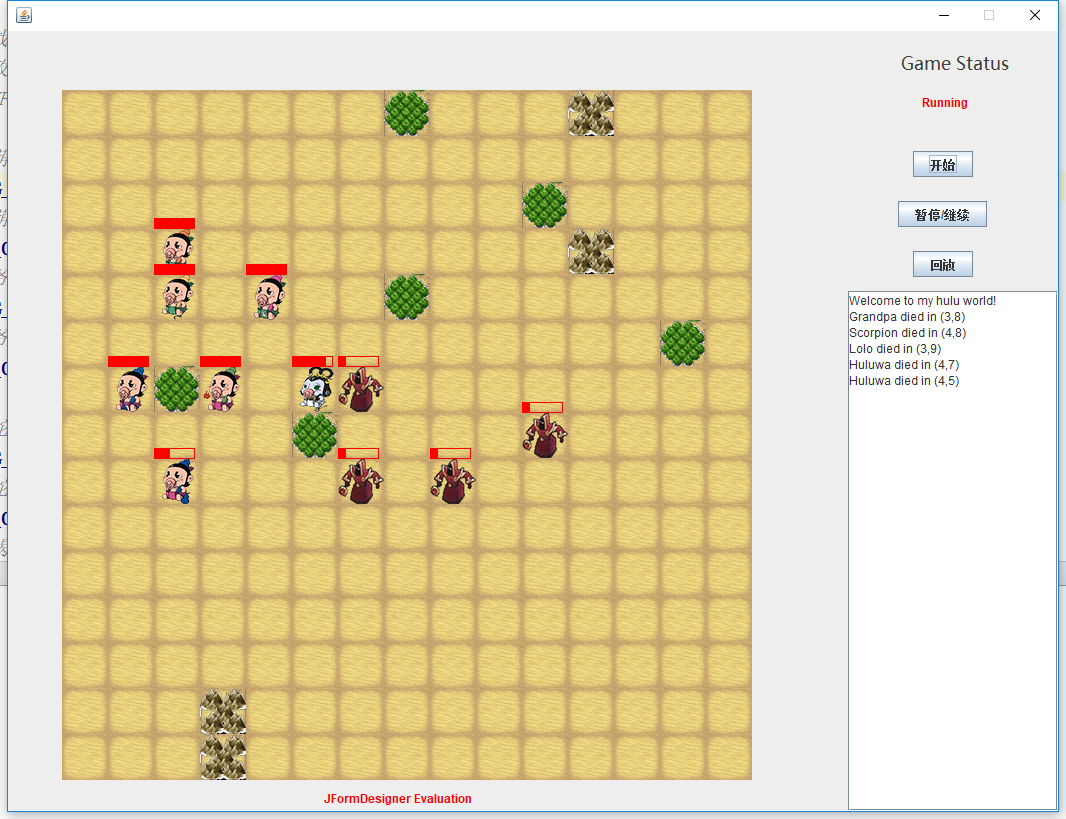 Game Status
Running
开始
暂停/继续
回放
Welcome to my hulu world!
Grandpa died in (3,8)
Scorpion died in (4,8)
Lolo died in (3,9)
Huluwa died in (4,7)
Huluwa died in (4,5)
JFormDesigner Evaluation